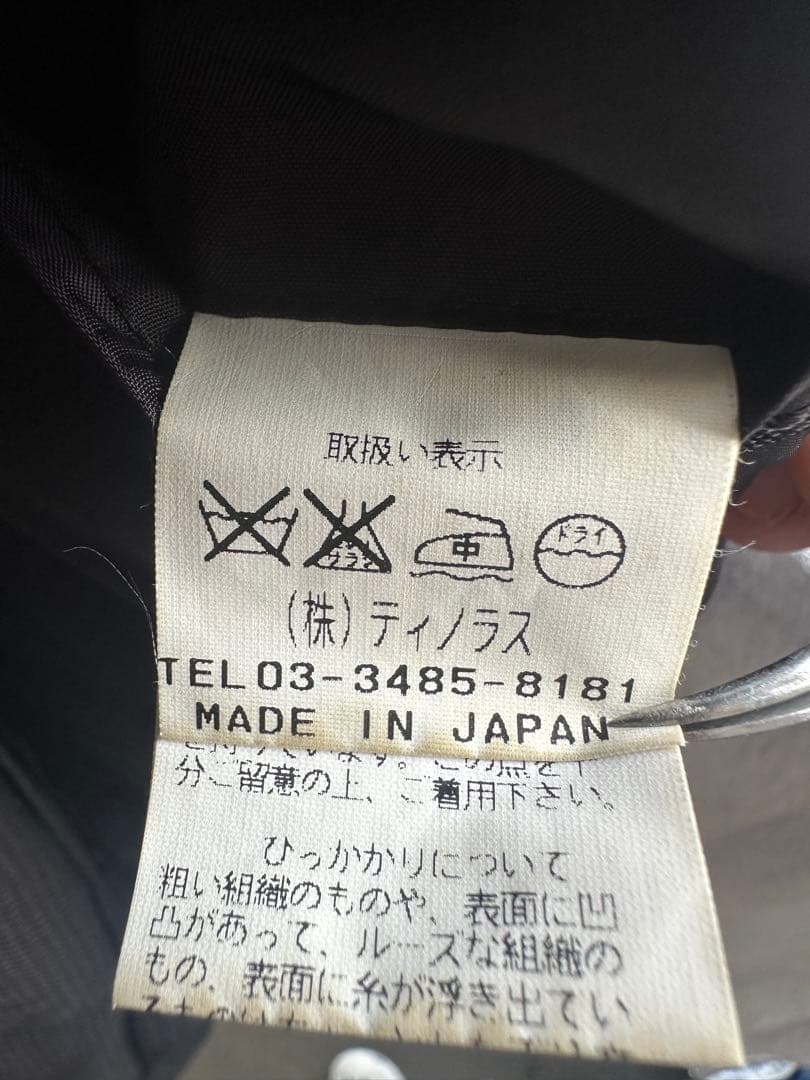 取扱い表示
中
ドライ
(株)ティノラス
TEL03-3485-8181
MADE IN JAPAN
分ご留意の上、ご着用下さい。
ひっかかりについて
粗い組織のものや、表面に凹
凸があって、ルーズな組織の
もの、表面に糸が浮き出てい